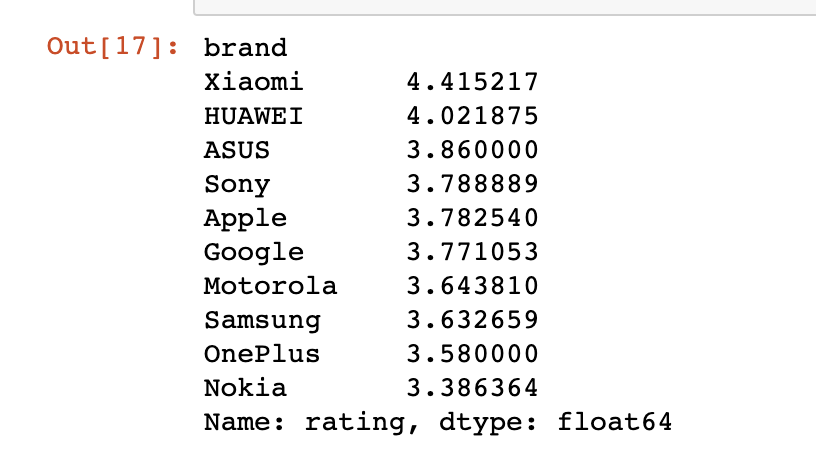 Out[17]: brand
Xiaomi 4.415217
HUAWEI 4.021875
ASUS 3.860000
Sony 3.788889
Apple 3.782540
Google 3.771053
Motorola 3.643810
Samsung 3.632659
OnePlus 3.580000
Nokia 3.386364
Name: rating, dtype: float64